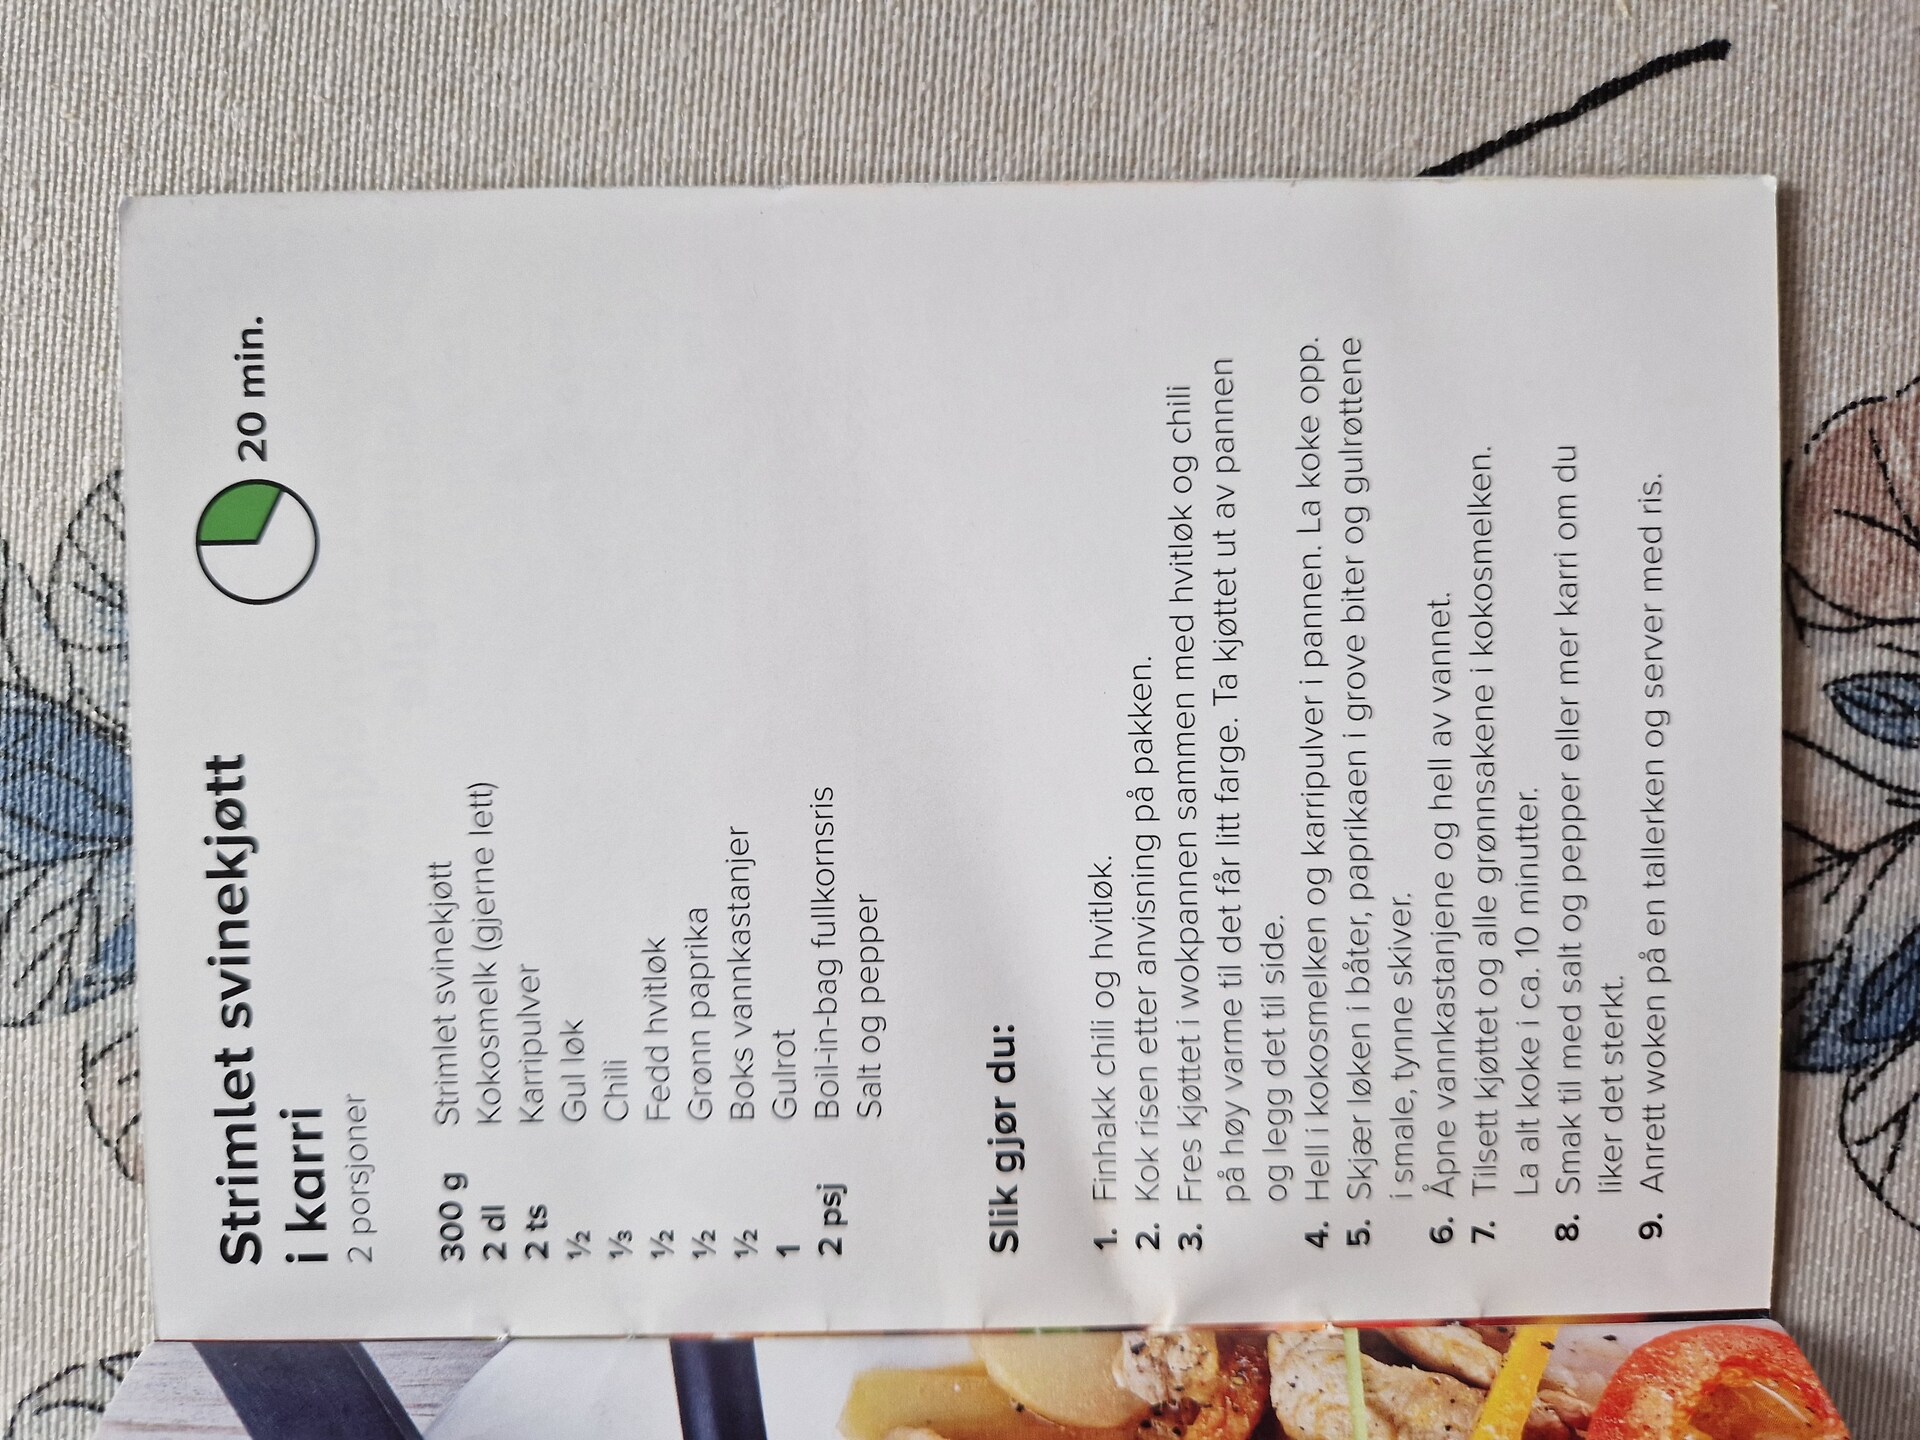 Strimlet svinekjøtt
i karri
2 porsjoner
20 min.
300 g Strimlet svinekjøtt
2 dl Kokosmelk (gjerne lett)
2 ts Karripulver
½ Gul løk
⅓ Chili
½ Fedd hvitløk
½ Grønn paprika
½ Boks vannkastanjer
1 Gulrot
2 psj Boil-in-bag fullkornsris
Salt og pepper
Slik gjør du:
1. Finhakk chili og hvitløk.
2. Kok risen etter anvisning på pakken.
3. Fres kjøttet i wokpannen sammen med hvitløk og chili
på høy varme til det får litt farge. Ta kjøttet ut av pannen
og legg det til side.
4. Hell i kokosmelken og karripulver i pannen. La koke opp.
5. Skjær løken i båter, paprikaen i grove biter og gulrøttene
i smale, tynne skiver.
6. Åpne vannkastanjene og hell av vannet.
7. Tilsett kjøttet og alle grønnsakene i kokosmelken.
La alt koke i ca. 10 minutter.
8. Smak til med salt og pepper eller mer karri om du
liker det sterkt.
9. Anrett woken på en tallerken og server med ris.